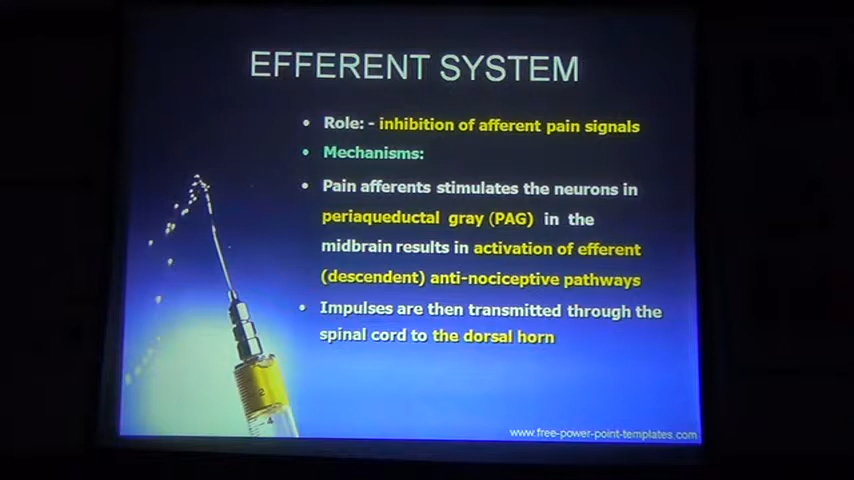 EFFERENT SYSTEM
• Role: - inhibition of afferent pain signals
• Mechanisms:
• Pain afferents stimulates the neurons in
periaqueductal gray (PAG) in the
midbrain results in activation of efferent
(descendent) anti-nociceptive pathways
• Impulses are then transmitted through the
spinal cord to the dorsal horn
2
4
www.free-power-point-templates.com